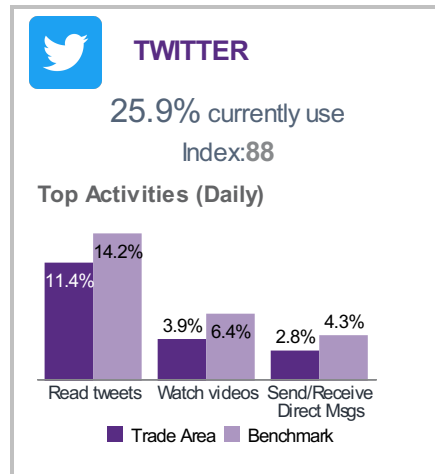 TWITTER
25.9% currently use
Index:88
Top Activities (Daily)
14.2%
11.4%
3.9%
6.4%
2.8%
4.3%
Read tweets
Watch videos
Send/Receive
Direct Msgs
Trade Area
Benchmark